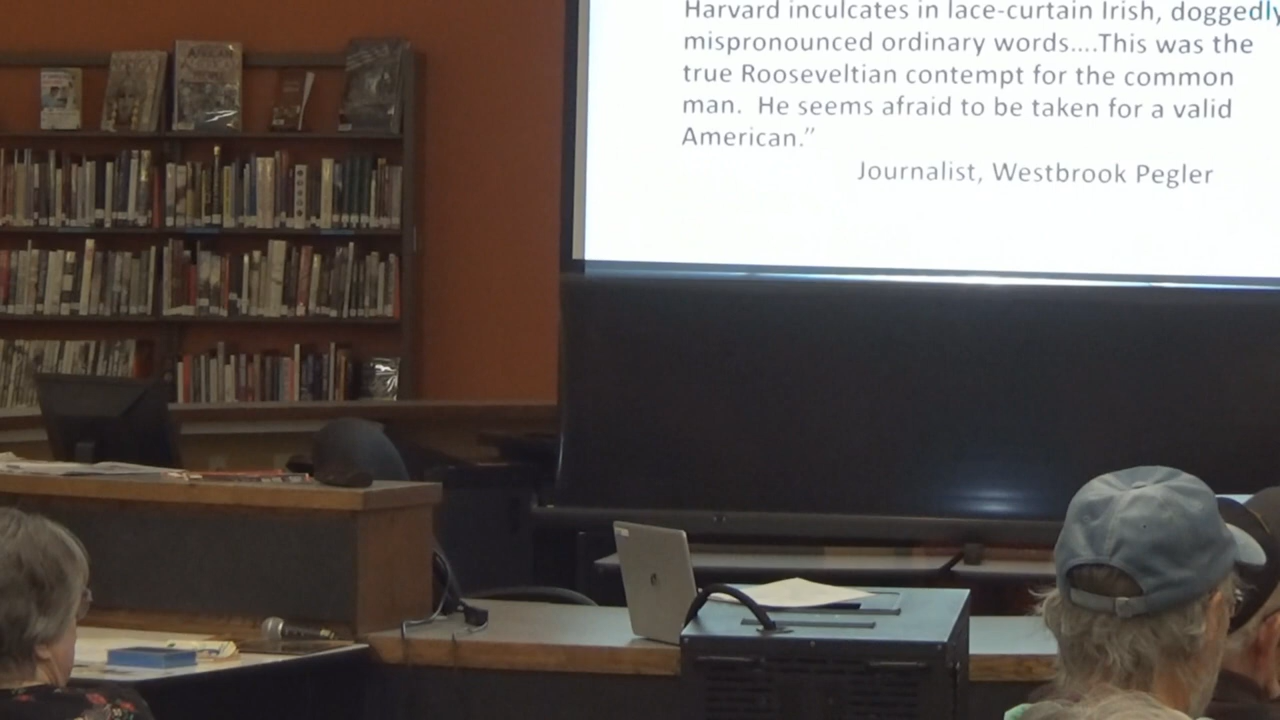 Harvard inculcates in lace-curtain Irish, doggedly
mispronounced ordinary words....This was the
true Rooseveltian contempt for the common
man. He seems afraid to be taken for a valid
American.”
Journalist, Westbrook Pegler